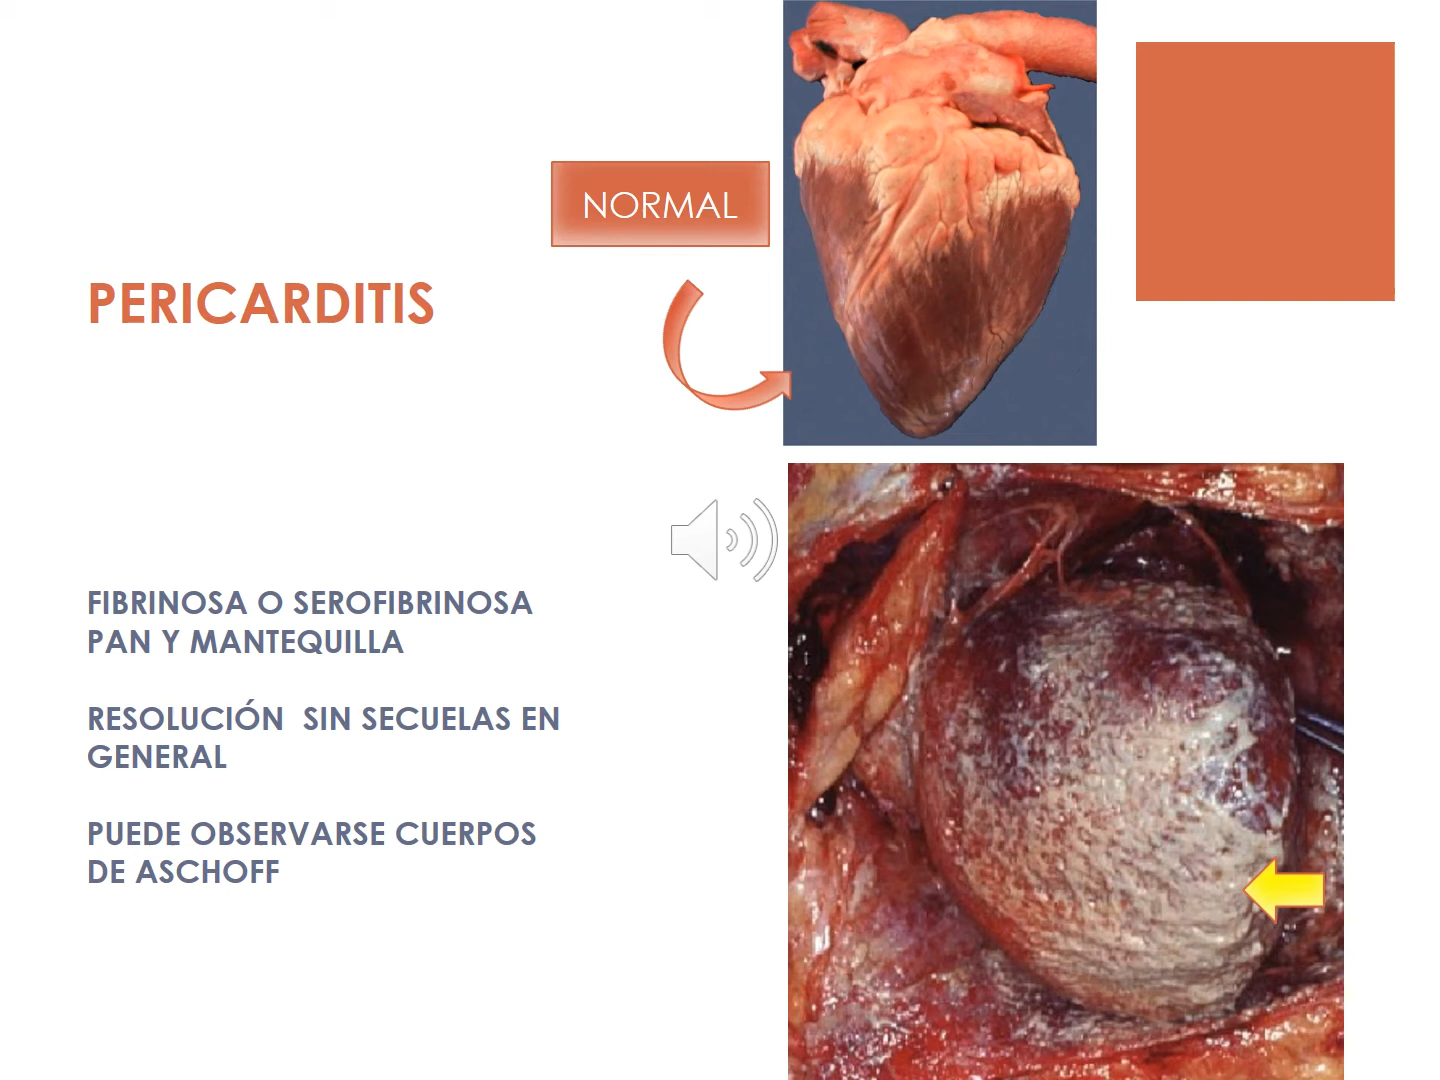 NORMAL
PERICARDITIS
FIBRINOSA O SEROFIBRINOSA
PAN Y MANTEQUILLA
RESOLUCIÓN SIN SECUELAS EN
GENERAL
PUEDE OBSERVARSE CUERPOS
DE ASCHOFF